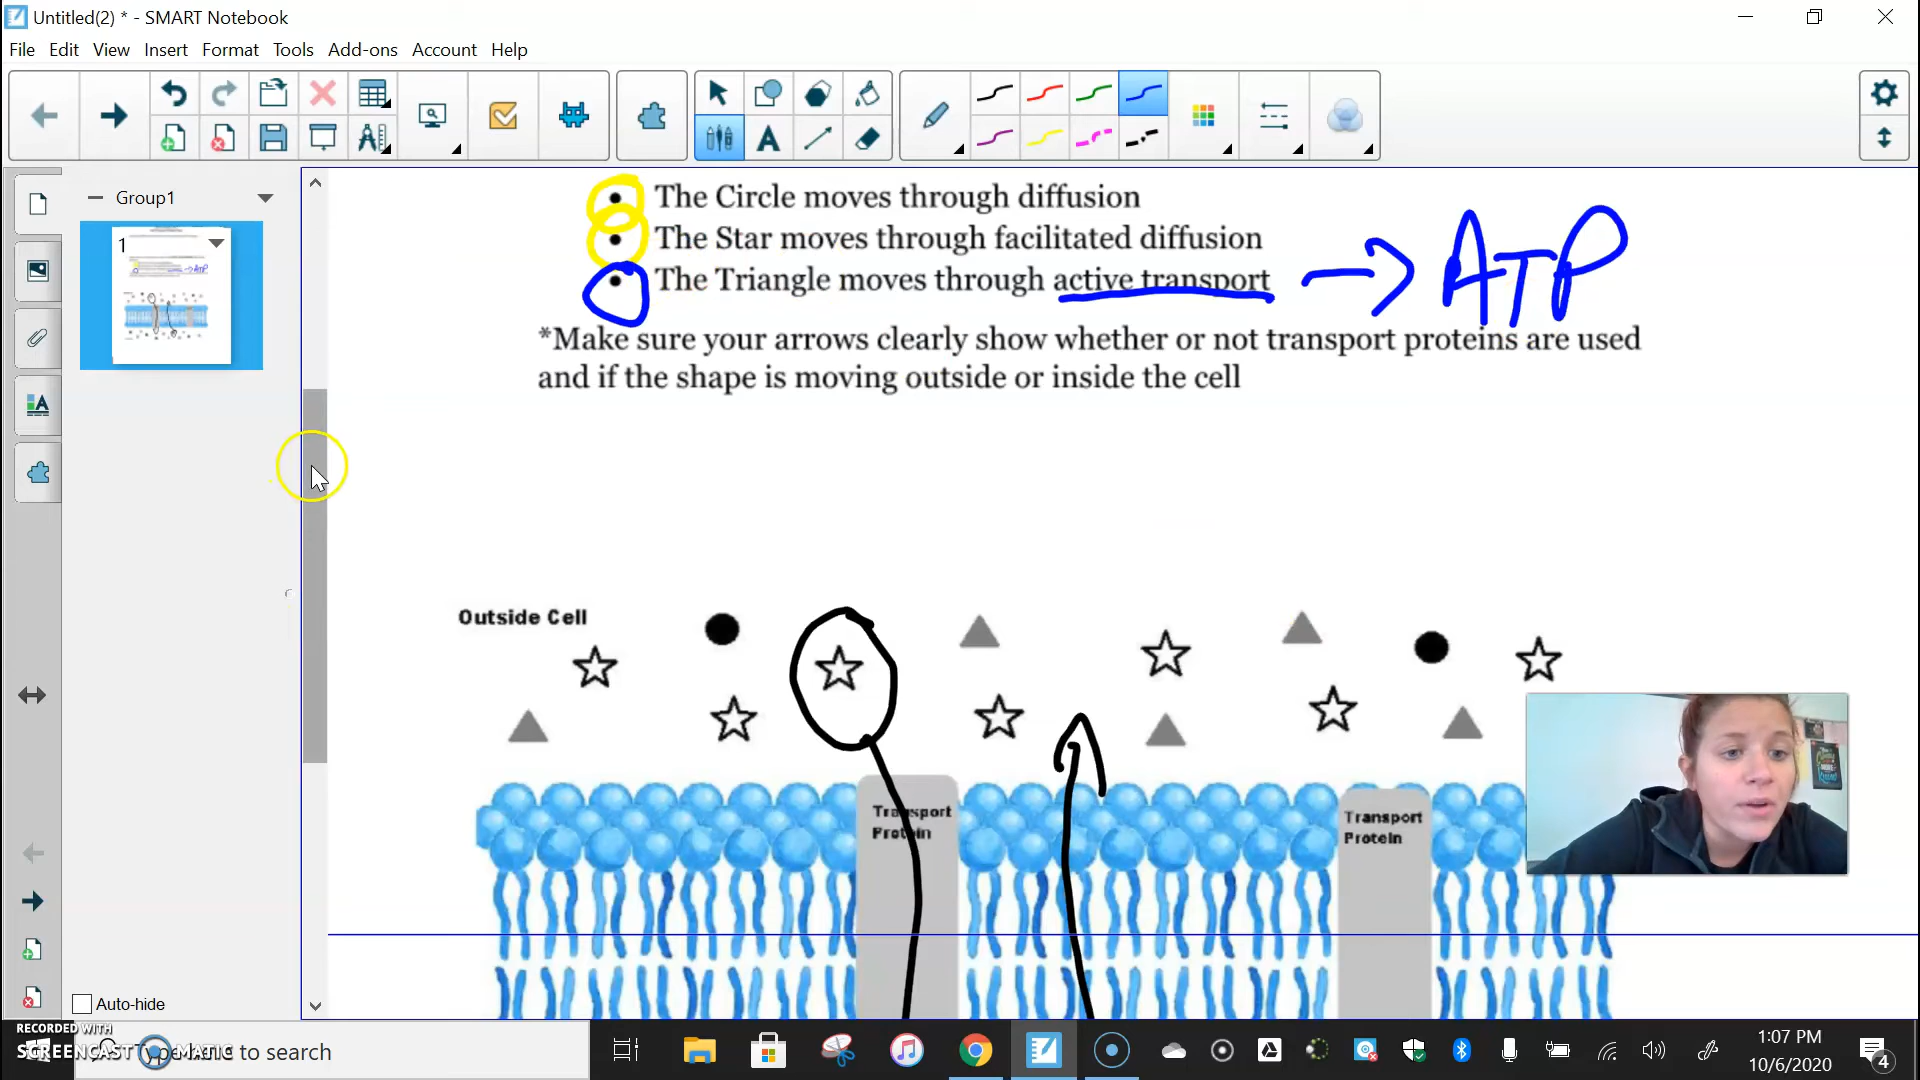 Untitled(2) * - SMART Notebook
File Edit View Insert Format Tools Add-ons Account Help
Group1
1
The Circle moves through diffusion
The Star moves through facilitated diffusion
The Triangle moves through active transport
ATP
*Make sure your arrows clearly show whether or not transport proteins are used
and if the shape is moving outside or inside the cell
Outside Cell
Transport
Protein
Transport
Protein
Auto-hide
RECORDED WITH
SCREENCAST MATIC
Type here to search
1:07 PM
10/6/2020
4